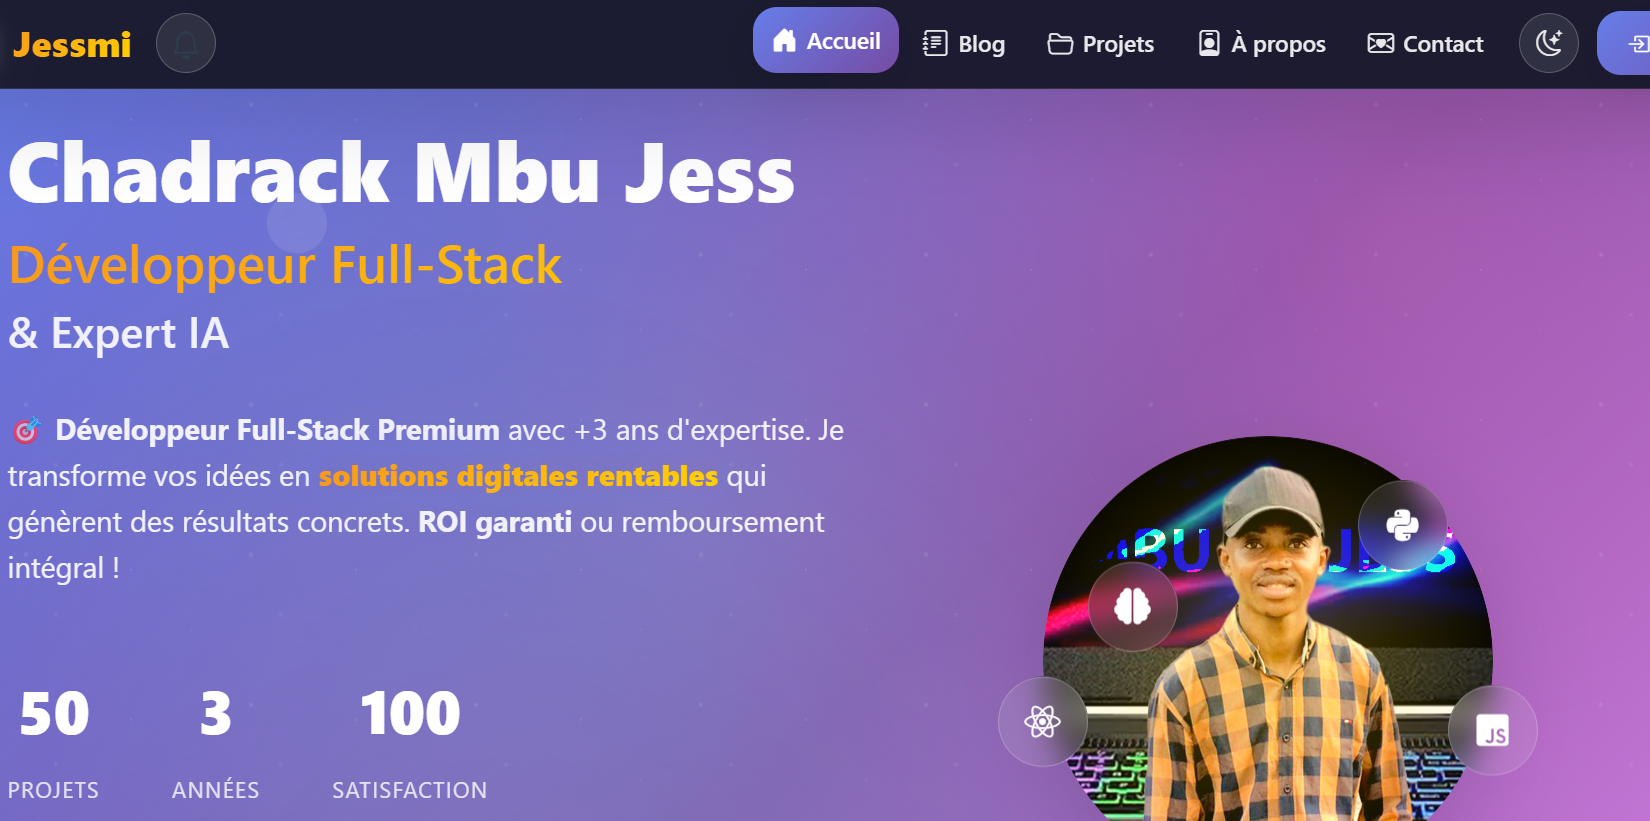 Jessmi
Accueil
Blog
Projets
À propos
Contact
Chadrack Mbu Jess
Développeur Full-Stack
& Expert IA
🎯 Développeur Full-Stack Premium avec +3 ans d'expertise. Je
transforme vos idées en solutions digitales rentables qui
génèrent des résultats concrets. ROI garanti ou remboursement
intégral !
MBU JESS
JS
50
3
100
PROJETS
ANNÉES
SATISFACTION